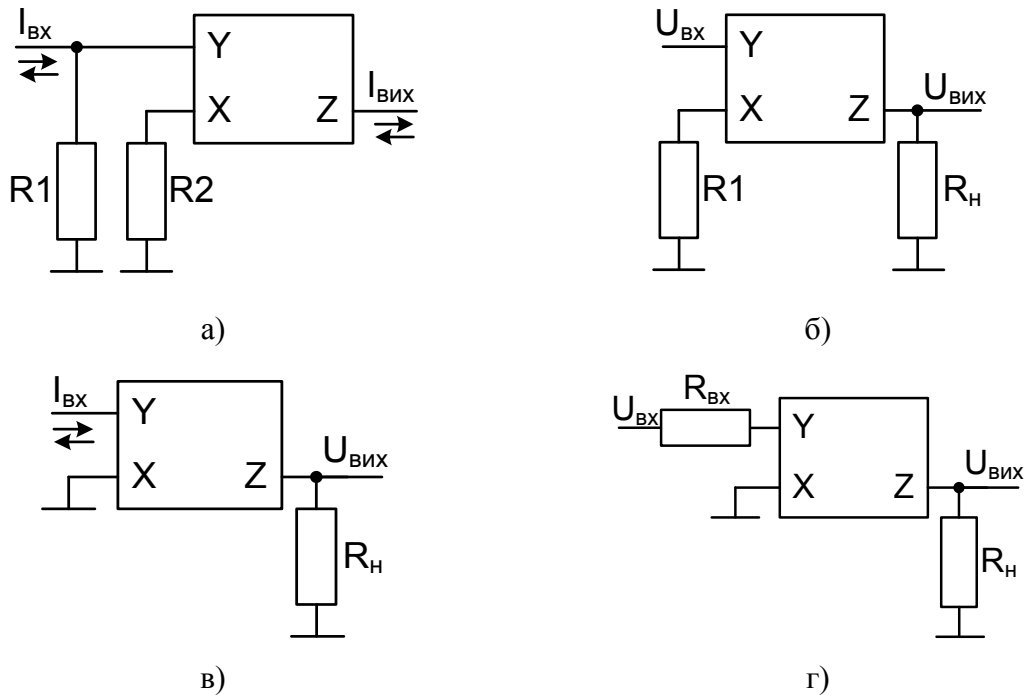 Iвх
Y
X
Z
Iвих
R1
R2
а)
Uвх
Y
X
Z
Uвих
R1
Rн
б)
Iвх
Y
X
Z
Uвих
Rн
в)
Uвх
Rвх
Y
X
Z
Uвих
Rн
г)